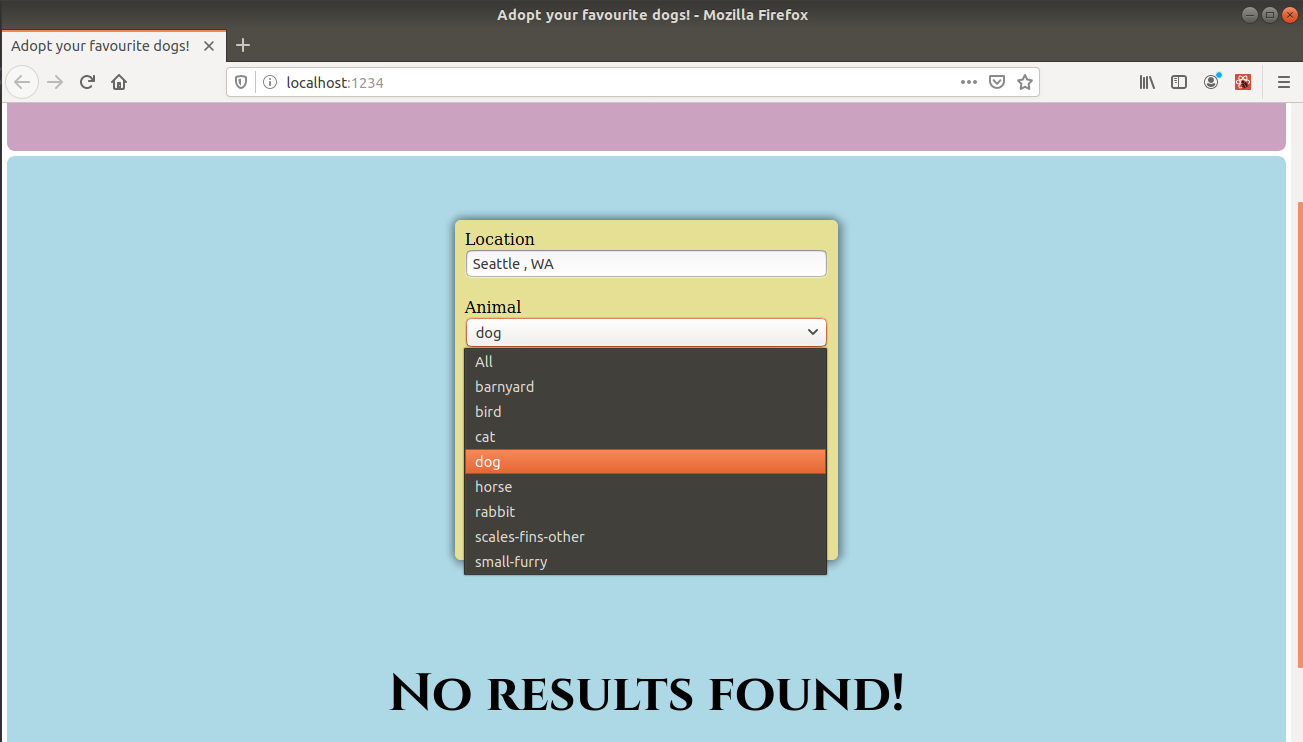 Adopt your favourite dogs! - Mozilla Firefox
Adopt your favourite dogs!
localhost:1234
Location
Seattle , WA
Animal
dog
All
barnyard
bird
cat
dog
horse
rabbit
scales-fins-other
small-furry
No results found!